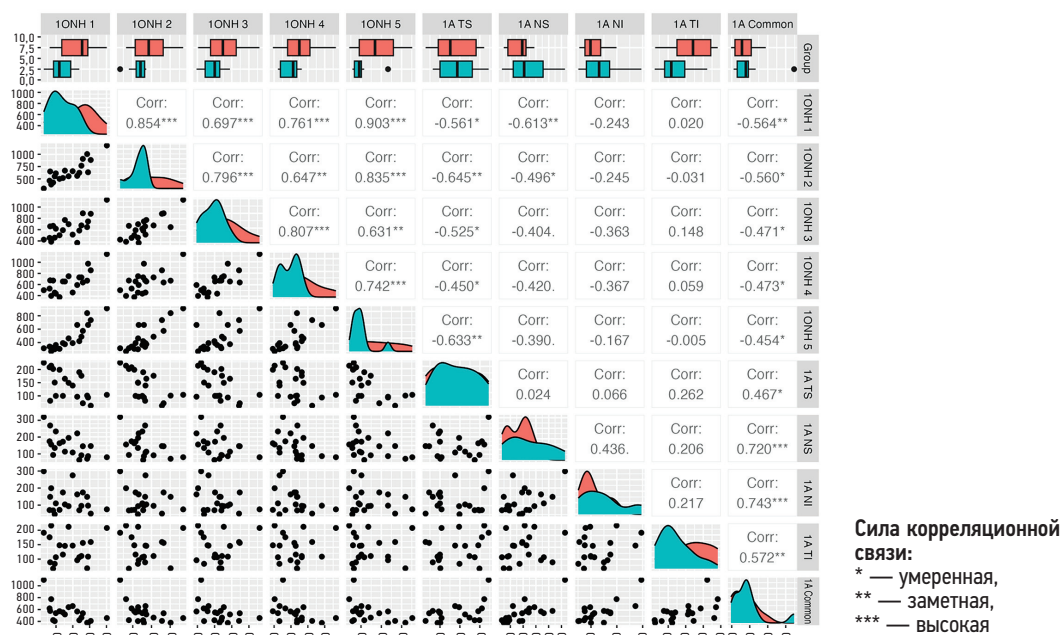 1ONH 1 1ONH 2 1ONH 3 1ONH 4 1ONH 5 1A TS 1A NS 1A NI 1A TI 1A Common
10,0
7,5
5,0
2,5
0,0
Group
1000
800
600
400
Corr: Corr: Corr: Corr: Corr: Corr: Corr: Corr: Corr:
0.854*** 0.697*** 0.761*** 0.903*** -0.561* -0.613** -0.243 0.020 -0.564**
1ONH 1
1000
750
500
Corr: Corr: Corr: Corr: Corr: Corr: Corr: Corr:
0.796*** 0.647** 0.835*** -0.645** -0.496* -0.245 -0.031 -0.560*
1ONH 2
1000
800
600
400
Corr: Corr: Corr: Corr: Corr: Corr: Corr:
0.807*** 0.631** -0.525* -0.404. -0.363 0.148 -0.471*
1ONH 3
1000
800
600
400
Corr: Corr: Corr: Corr: Corr: Corr:
0.742*** -0.450* -0.420. -0.367 0.059 -0.473*
1ONH 4
800
600
400
Corr: Corr: Corr: Corr: Corr:
-0.633** -0.390. -0.167 -0.005 -0.454*
1ONH 5
200
150
100
Corr: Corr: Corr: Corr:
0.024 0.066 0.262 0.467*
1A TS
300
200
100
Corr: Corr: Corr:
0.436. 0.206 0.720***
1A NS
300
200
100
Corr: Corr:
0.217 0.743***
1A NI
200
150
100
Corr:
0.572**
1A TI
1000
800
600
400
1A Common
Сила корреляционной
связи:
* — умеренная,
** — заметная,
*** — высокая